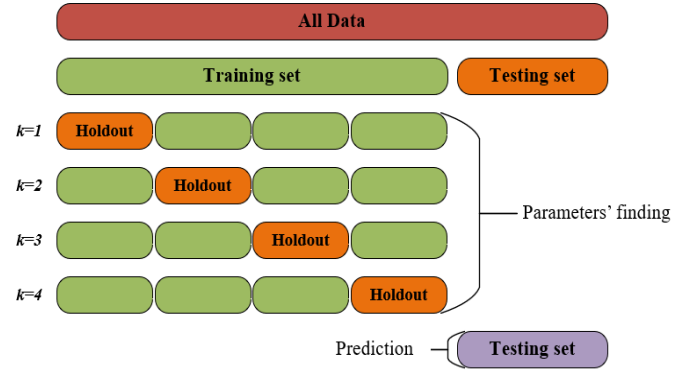 All Data
Training set
Testing set
k=1
Holdout
k=2
Holdout
k=3
Holdout
k=4
Holdout
Parameters’ finding
Prediction
Testing set